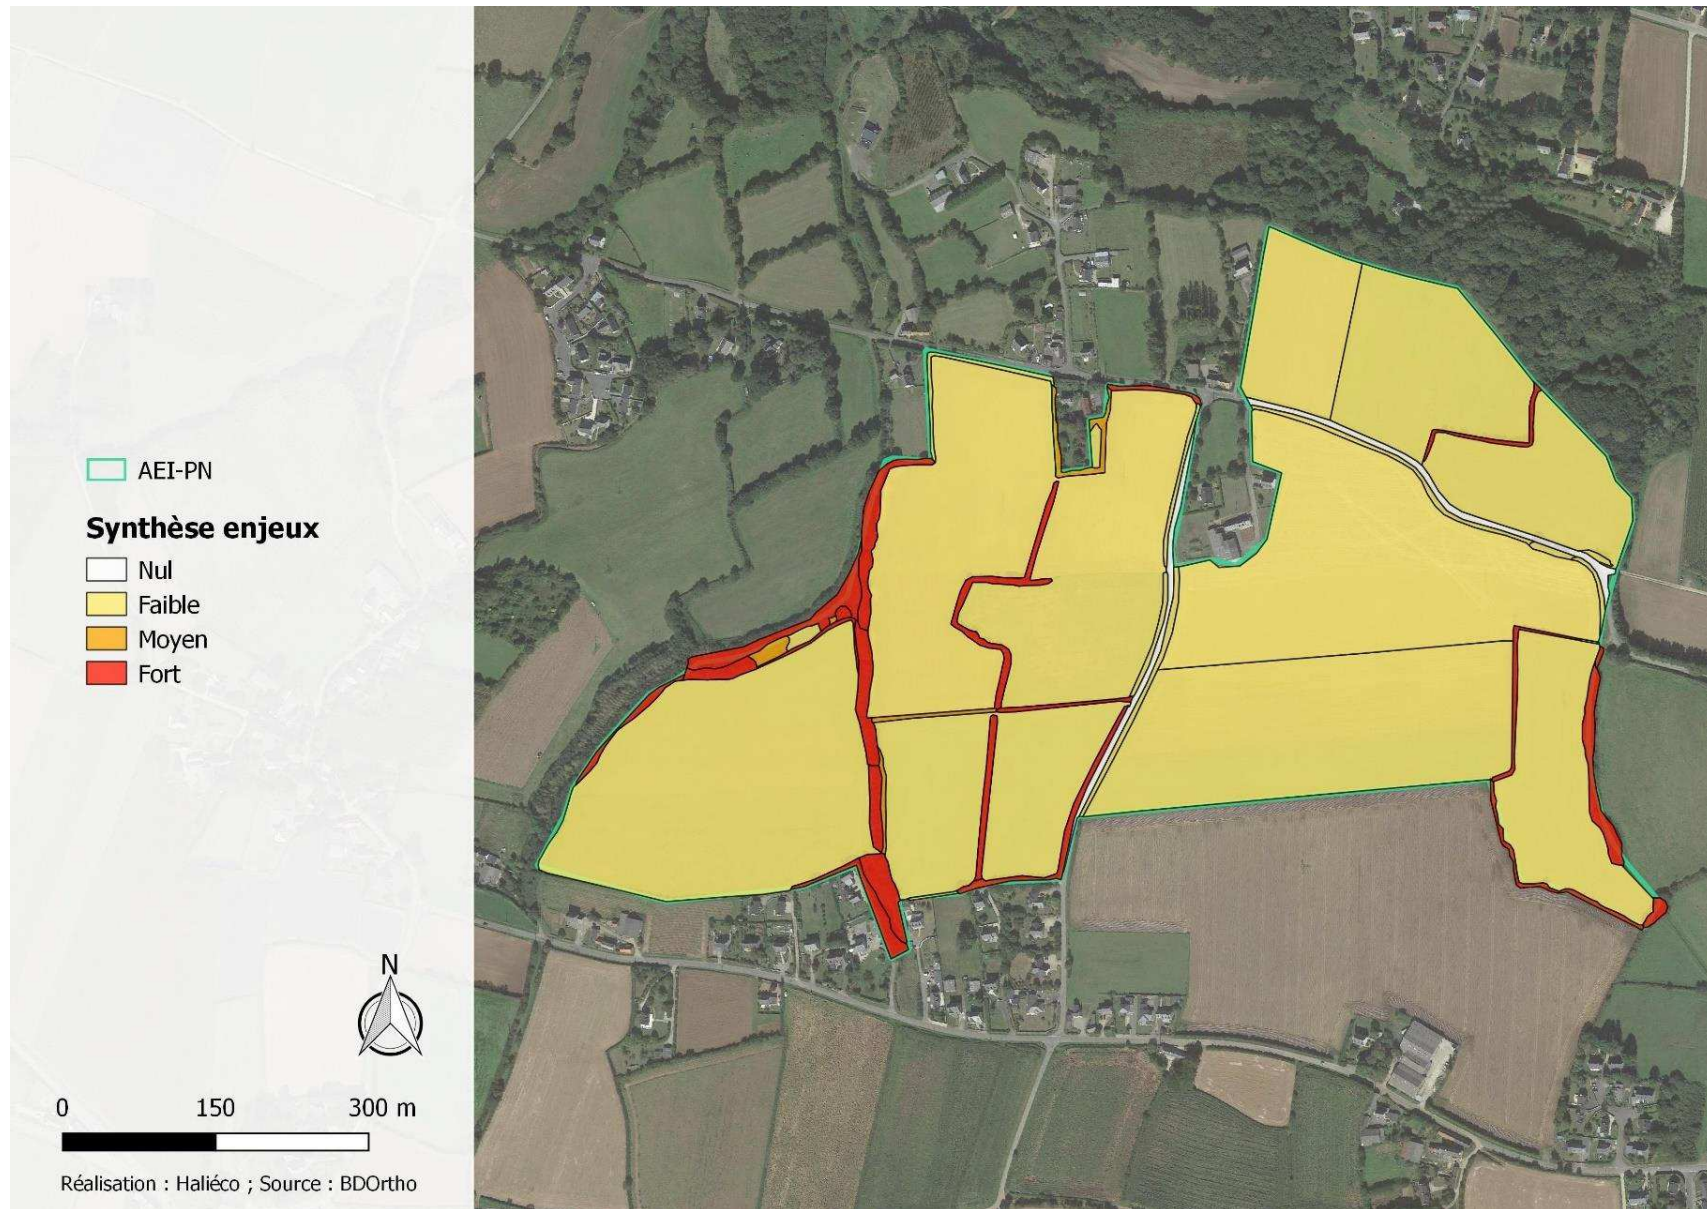 AEI-PN
Synthèse enjeux
Nul
Faible
Moyen
Fort
N
0 150 300 m
Réalisation : Haliéco ; Source : BDOrtho